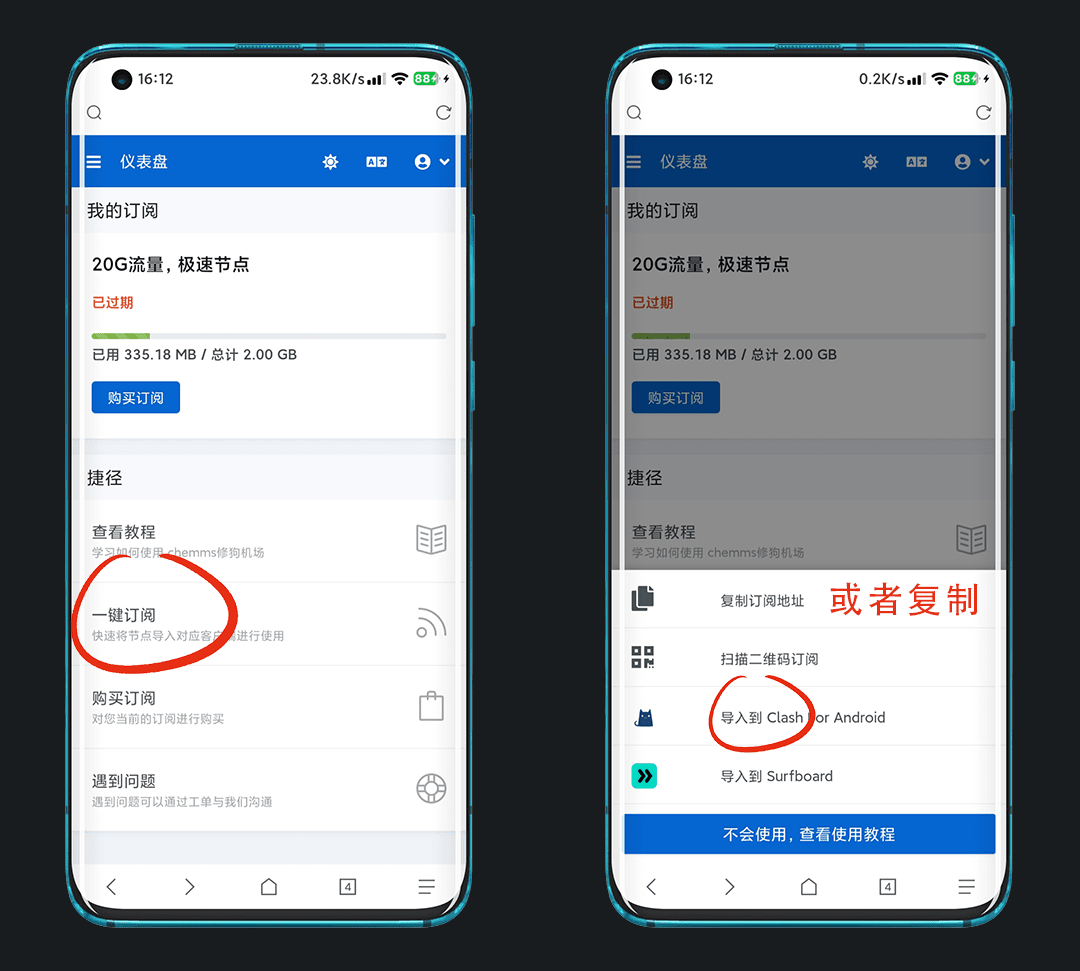 16:12
23.8K/s
88
仪表盘
我的订阅
20G流量，极速节点
已过期
已用 335.18 MB / 总计 2.00 GB
购买订阅
捷径
查看教程
学习如何使用 chemms修狗机场
一键订阅
快速将节点导入对应客户端进行使用
购买订阅
对您当前的订阅进行购买
遇到问题
遇到问题可以通过工单与我们沟通
4
16:12
0.2K/s
88
仪表盘
我的订阅
20G流量，极速节点
已过期
已用 335.18 MB / 总计 2.00 GB
购买订阅
捷径
查看教程
学习如何使用 chemms修狗机场
复制订阅地址
或者复制
扫描二维码订阅
导入到 Clash For Android
导入到 Surfboard
不会使用，查看使用教程
4